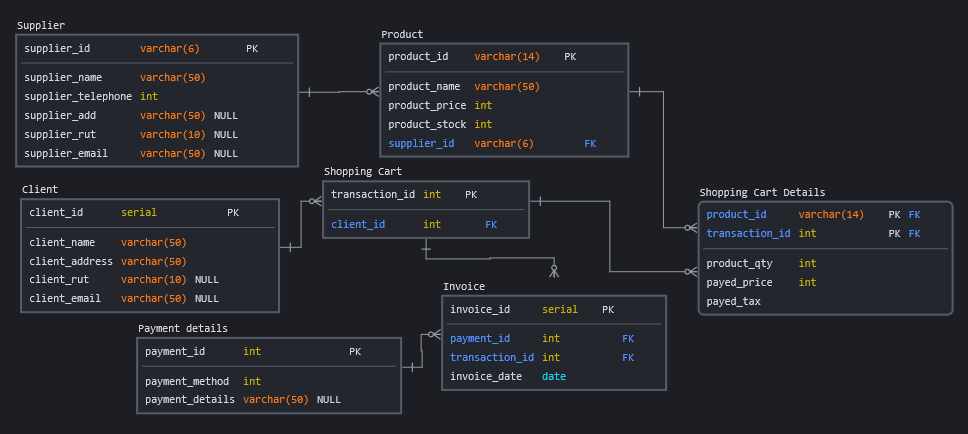 Supplier
supplier_id varchar(6) PK
supplier_name varchar(50)
supplier_telephone int
supplier_add varchar(50) NULL
supplier_rut varchar(10) NULL
supplier_email varchar(50) NULL
Product
product_id varchar(14) PK
product_name varchar(50)
product_price int
product_stock int
supplier_id varchar(6) FK
Client
client_id serial PK
client_name varchar(50)
client_address varchar(50)
client_rut varchar(10) NULL
client_email varchar(50) NULL
Shopping Cart
transaction_id int PK
client_id int FK
Shopping Cart Details
product_id varchar(14) PK FK
transaction_id int PK FK
product_qty int
payed_price int
payed_tax
Invoice
invoice_id serial PK
payment_id int FK
transaction_id int FK
invoice_date date
Payment details
payment_id int PK
payment_method int
payment_details varchar(50) NULL